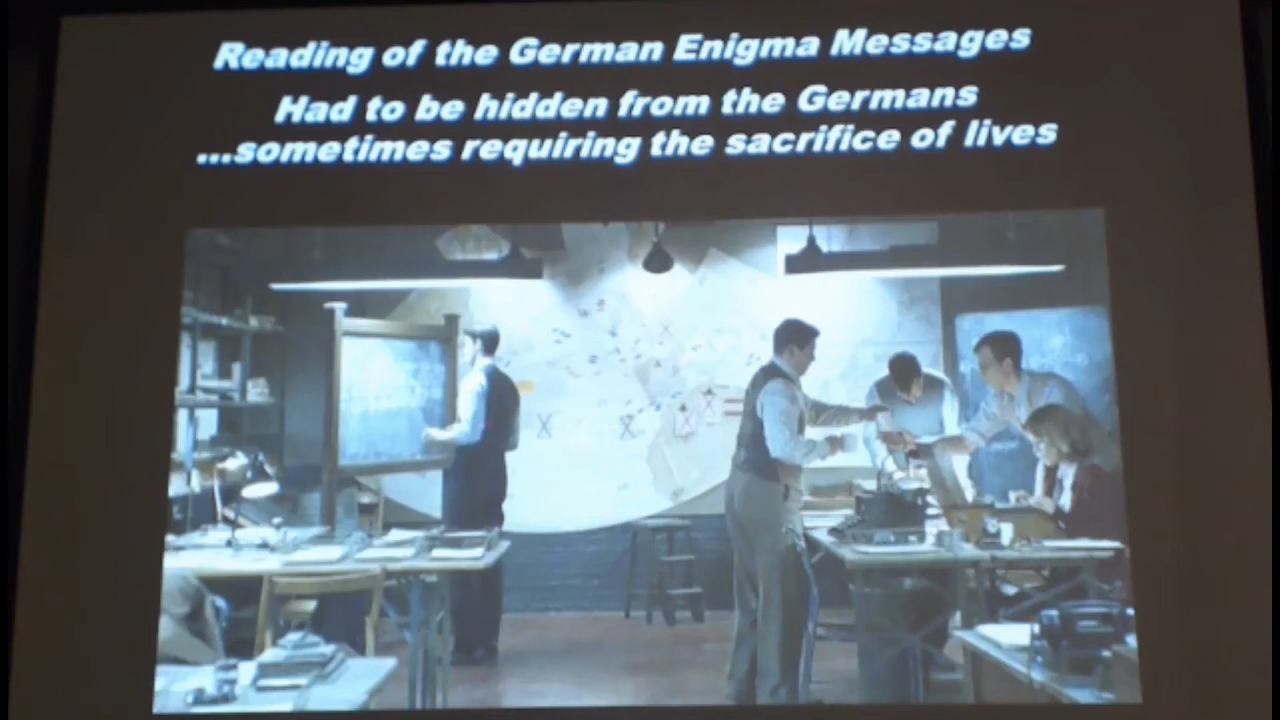 Reading of the German Enigma Messages
Had to be hidden from the Germans
...sometimes requiring the sacrifice of lives